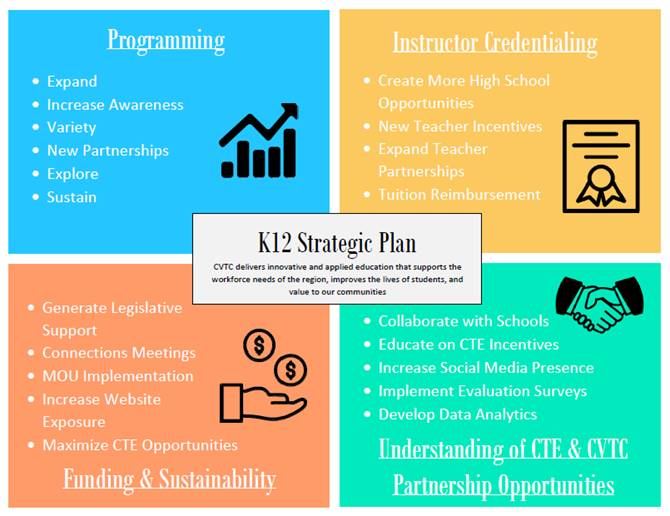 Programming
• Expand
• Increase Awareness
• Variety
• New Partnerships
• Explore
• Sustain
Instructor Credentialing
• Create More High School
Opportunities
• New Teacher Incentives
• Expand Teacher
Partnerships
• Tuition Reimbursement
K12 Strategic Plan
CVTC delivers innovative and applied education that supports the
workforce needs of the region, improves the lives of students, and
value to our communities
• Generate Legislative
Support
• Connections Meetings
• MOU Implementation
• Increase Website
Exposure
• Maximize CTE Opportunities
Funding & Sustainability
$
$
• Collaborate with Schools
• Educate on CTE Incentives
• Increase Social Media Presence
• Implement Evaluation Surveys
• Develop Data Analytics
Understanding of CTE & CVTC
Partnership Opportunities